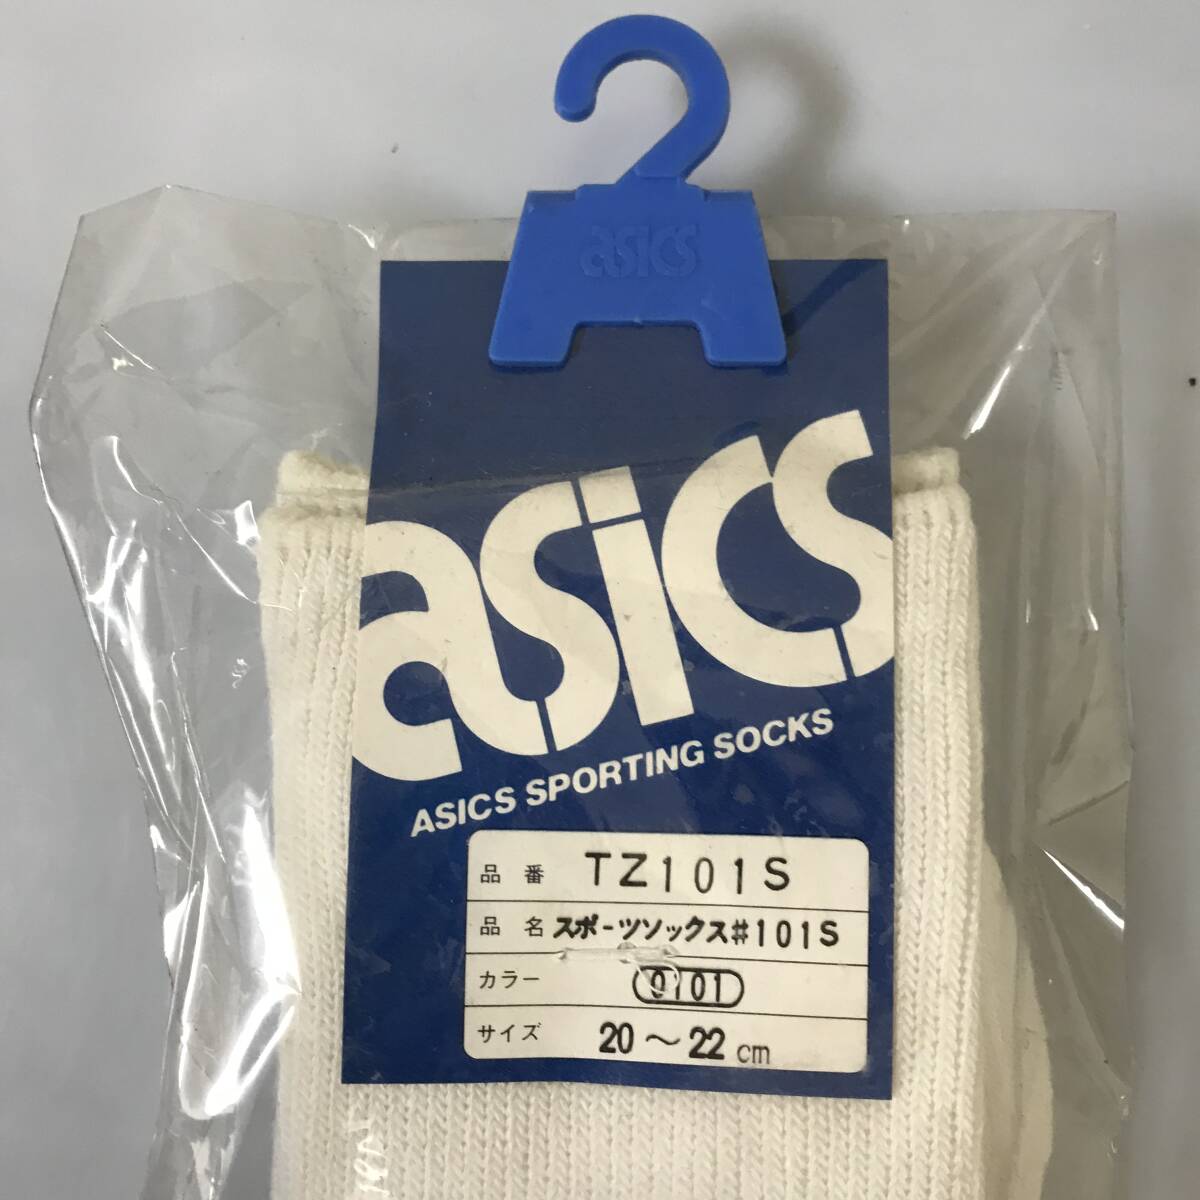 asics
asics
ASICS SPORTING SOCKS
品番 TZ101S
品名 スポーツソックス#101S
カラー 0101
サイズ 20～22cm